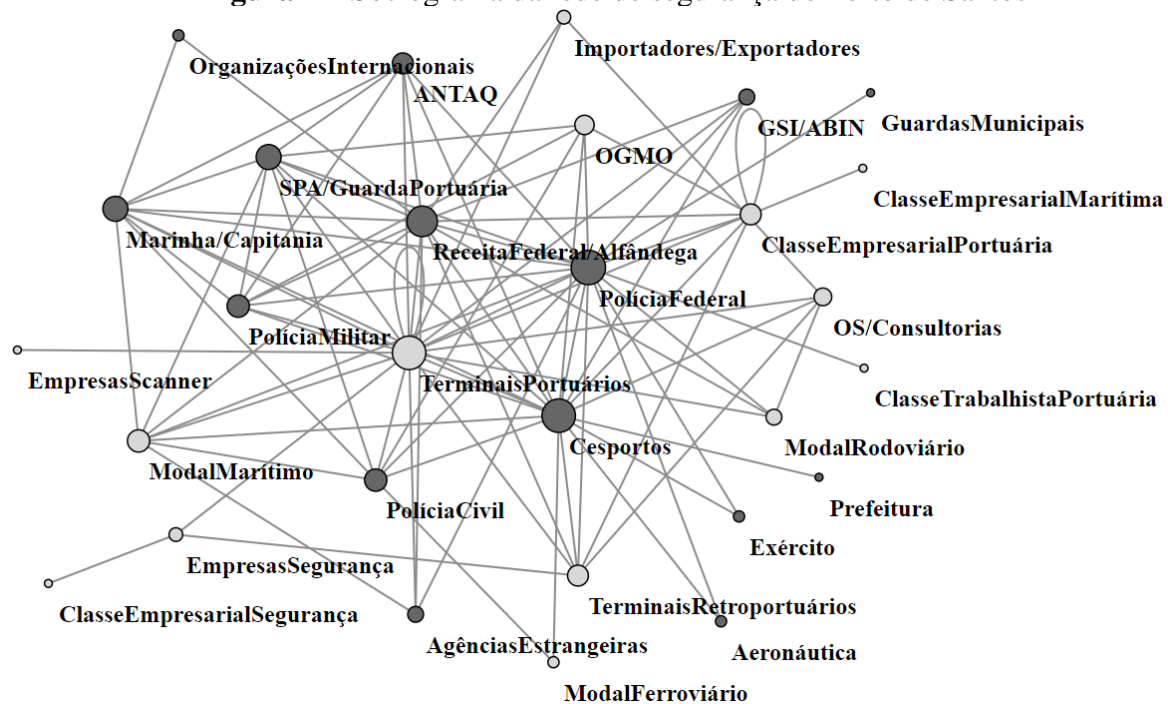 Importadores/Exportadores
OrganizaçõesInternacionais
ANTAQ
GSI/ABIN
GuardasMunicipais
OGMO
SPA/GuardaPortuária
ClasseEmpresarialMarítima
Marinha/Capitania
ReceitaFederal/Alfândega
ClasseEmpresarialPortuária
PolíciaFederal
OS/Consultorias
PolíciaMilitar
EmpresasScanner
TerminaisPortuários
ClasseTrabalhistaPortuária
Cesportos
ModalRodoviário
ModalMarítimo
PolíciaCivil
Prefeitura
Exército
EmpresasSegurança
TerminaisRetroportuários
ClasseEmpresarialSegurança
AgênciasEstrangeiras
Aeronáutica
ModalFerroviário